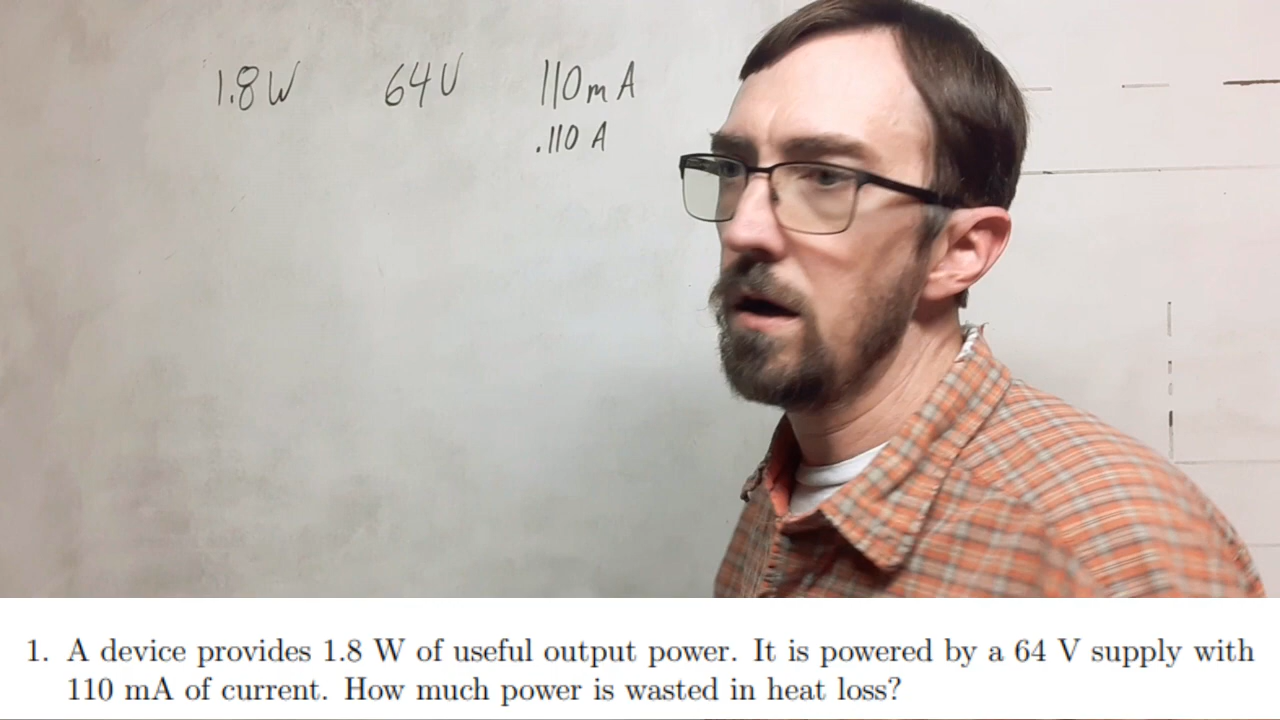 1.8W 64V 110mA
.110 A
1. A device provides 1.8 W of useful output power. It is powered by a 64 V supply with
110 mA of current. How much power is wasted in heat loss?